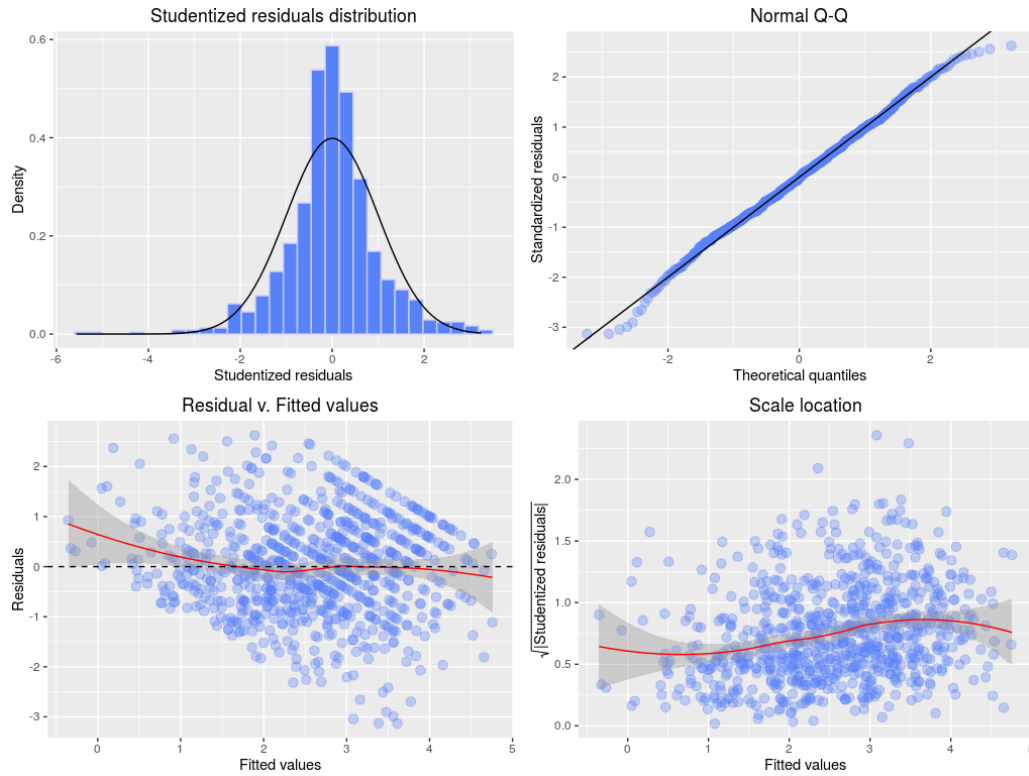 Studentized residuals distribution
0.6
0.4
0.2
0.0
Density
-6 -4 -2 0 2
Studentized residuals
Normal Q-Q
2
1
0
-1
-2
-3
Standardized residuals
-2 0 2
Theoretical quantiles
Residual v. Fitted values
2
1
0
-1
-2
-3
Residuals
0 1 2 3 4 5
Fitted values
Scale location
2.0
1.5
1.0
0.5
0.0
√|Studentized residuals|
0 1 2 3 4
Fitted values